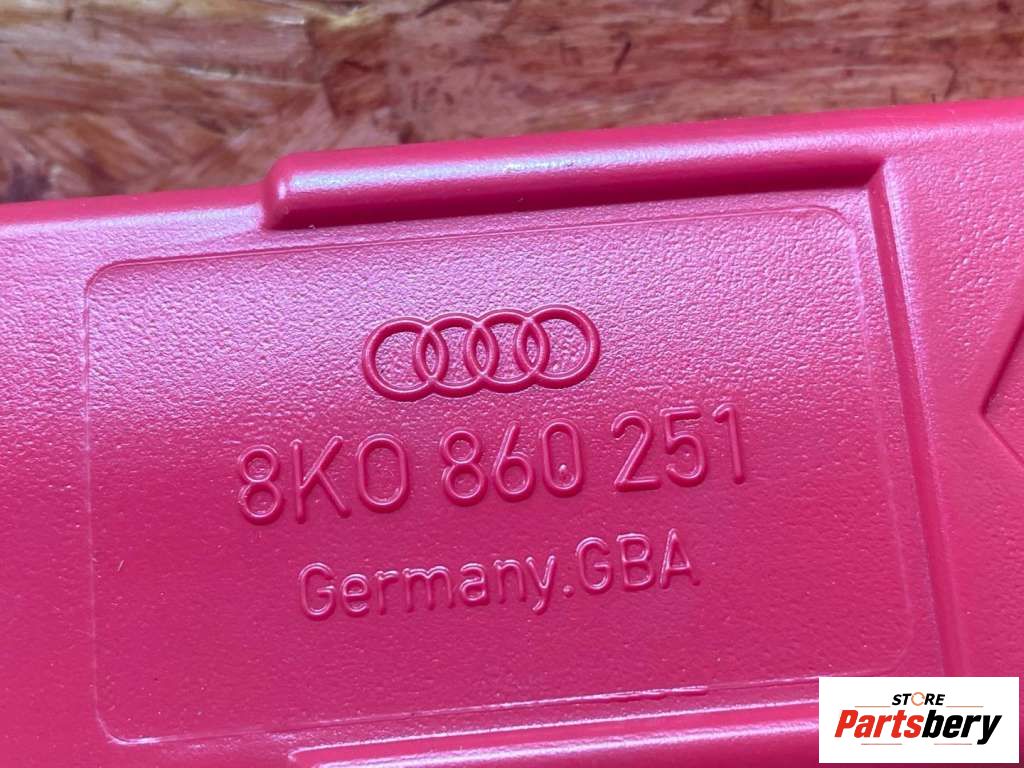 8K0 860 251
Germany.GBA
STORE
Partsbery